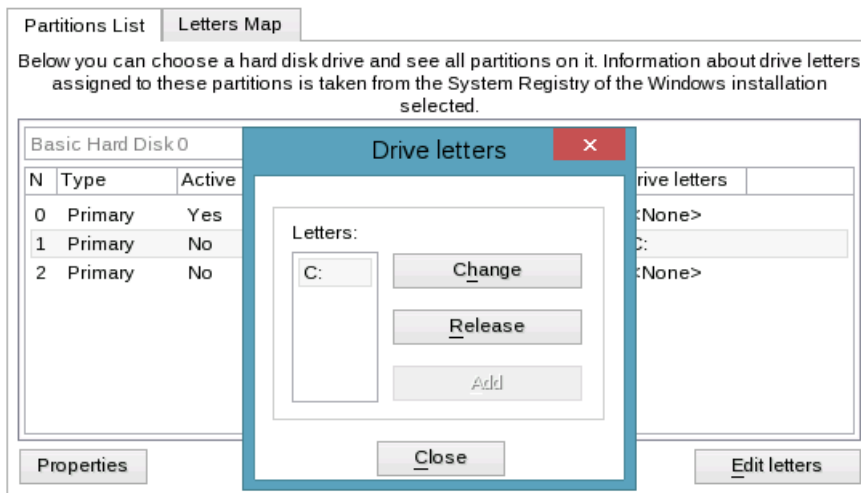 Partitions List
Letters Map
Below you can choose a hard disk drive and see all partitions on it. Information about drive letters
assigned to these partitions is taken from the System Registry of the Windows installation
selected.
Basic Hard Disk 0
N Type Active rive letters
0 Primary Yes <None>
1 Primary No C:
2 Primary No <None>
Drive letters
Letters:
C:
Change
Release
Add
Close
Properties
Edit letters